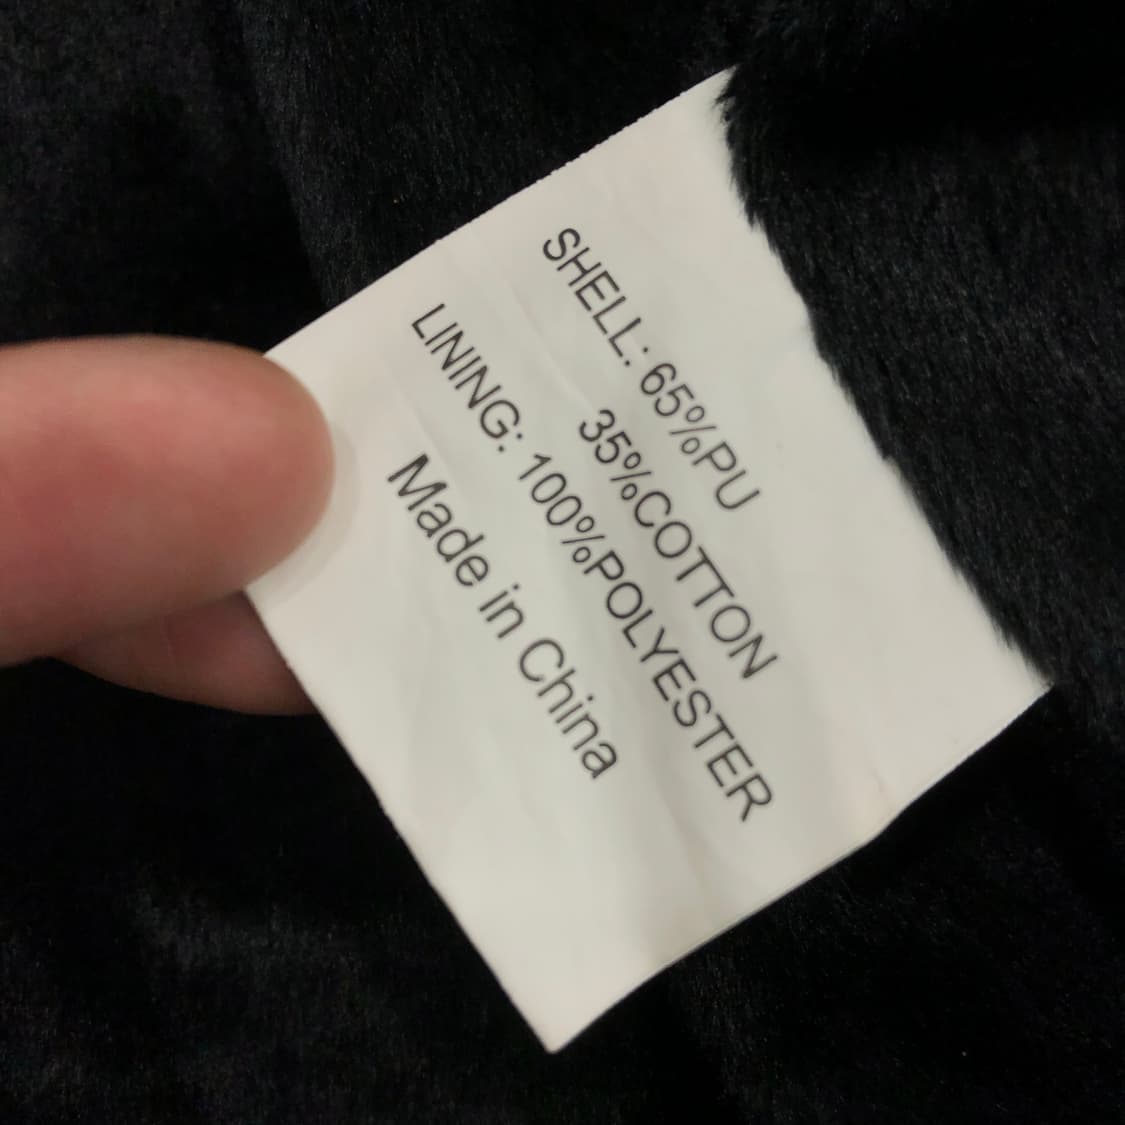 SHELL: 65%PU
35%COTTON
LINING: 100%POLYESTER
Made in China